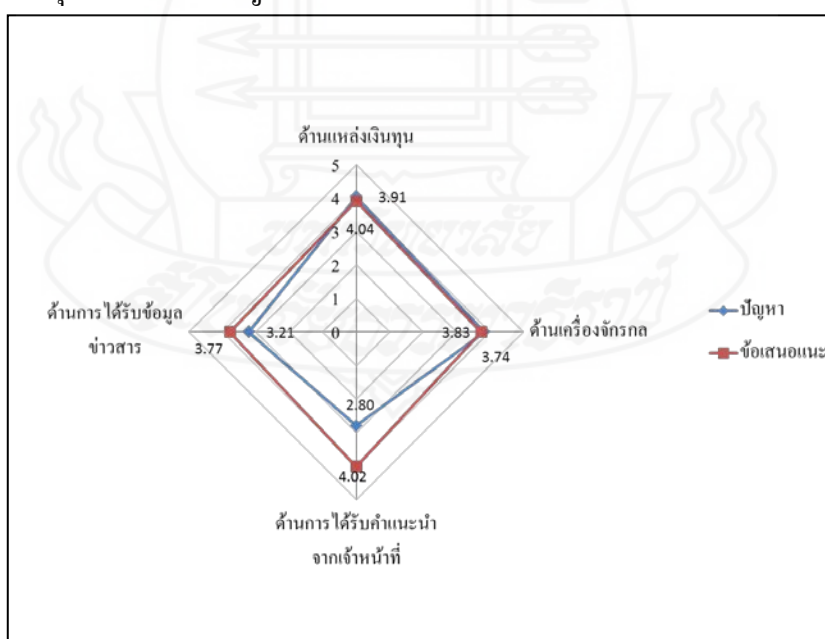 ด้านแหล่งเงินทุน
5
4
3.91
3
4.04
2
1
0
ด้านการได้รับข้อมูล
ข่าวสาร
3.21
3.77
3.83
3.74
ด้านเครื่องจักรกล
ปัญหา
ข้อเสนอแนะ
2.80
4.02
ด้านการได้รับคำแนะนำ
จากเจ้าหน้าที่